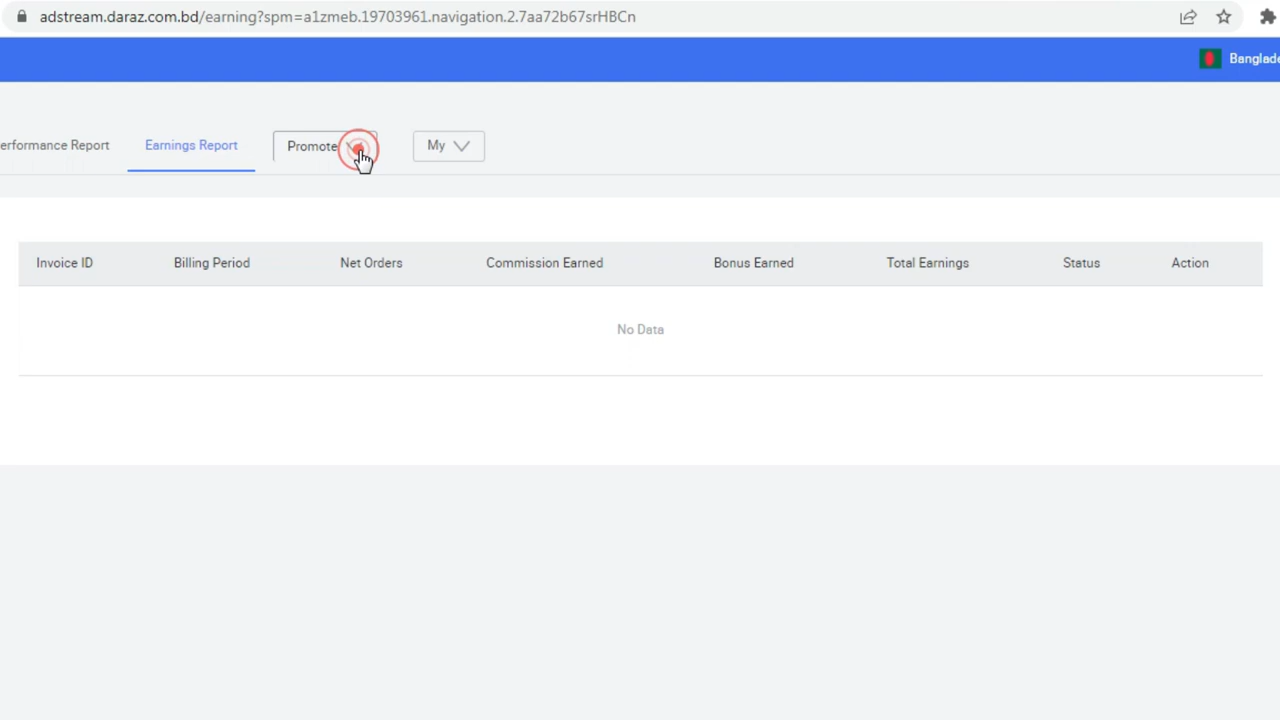 adstream.daraz.com.bd/earning?spm=a1zmeb.19703961.navigation.2.7aa72b67srHBCn
Banglade
erformance Report Earnings Report Promote My
Invoice ID Billing Period Net Orders Commission Earned Bonus Earned Total Earnings Status Action
No Data